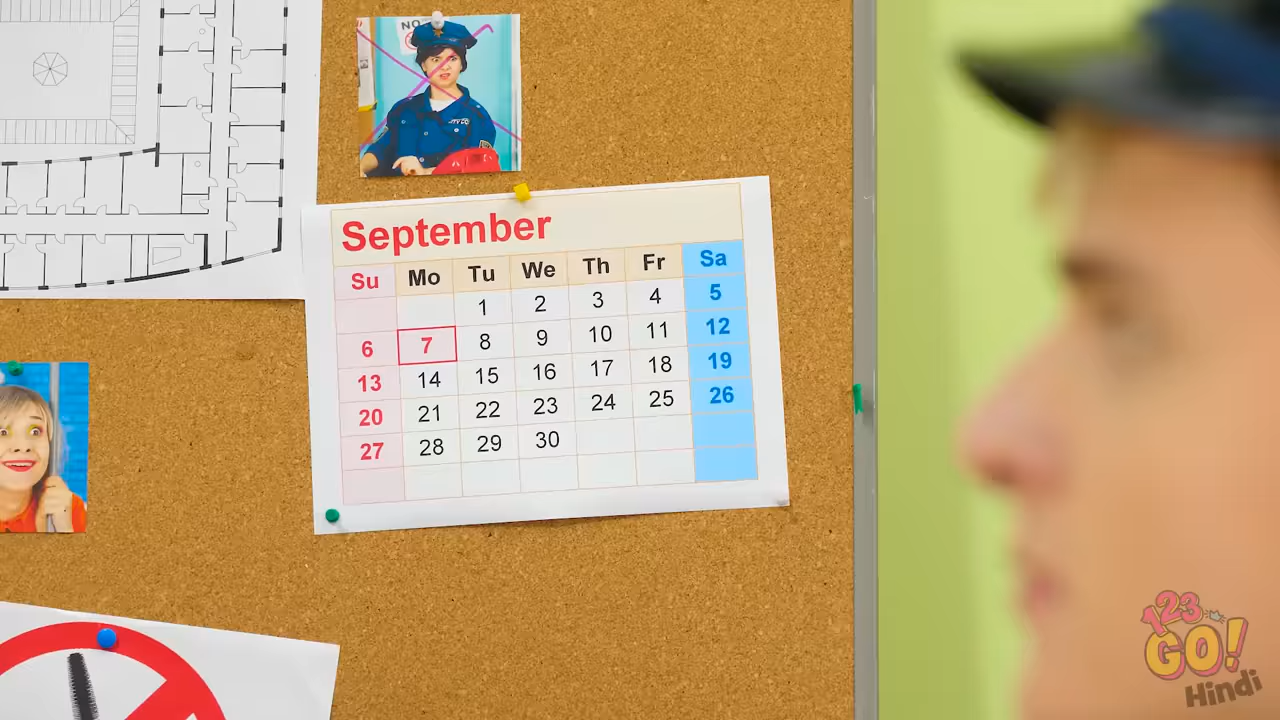 NO
September
Su Mo Tu We Th Fr Sa
1 2 3 4 5
6 7 8 9 10 11 12
13 14 15 16 17 18 19
20 21 22 23 24 25 26
27 28 29 30
123
GO!
Hindi